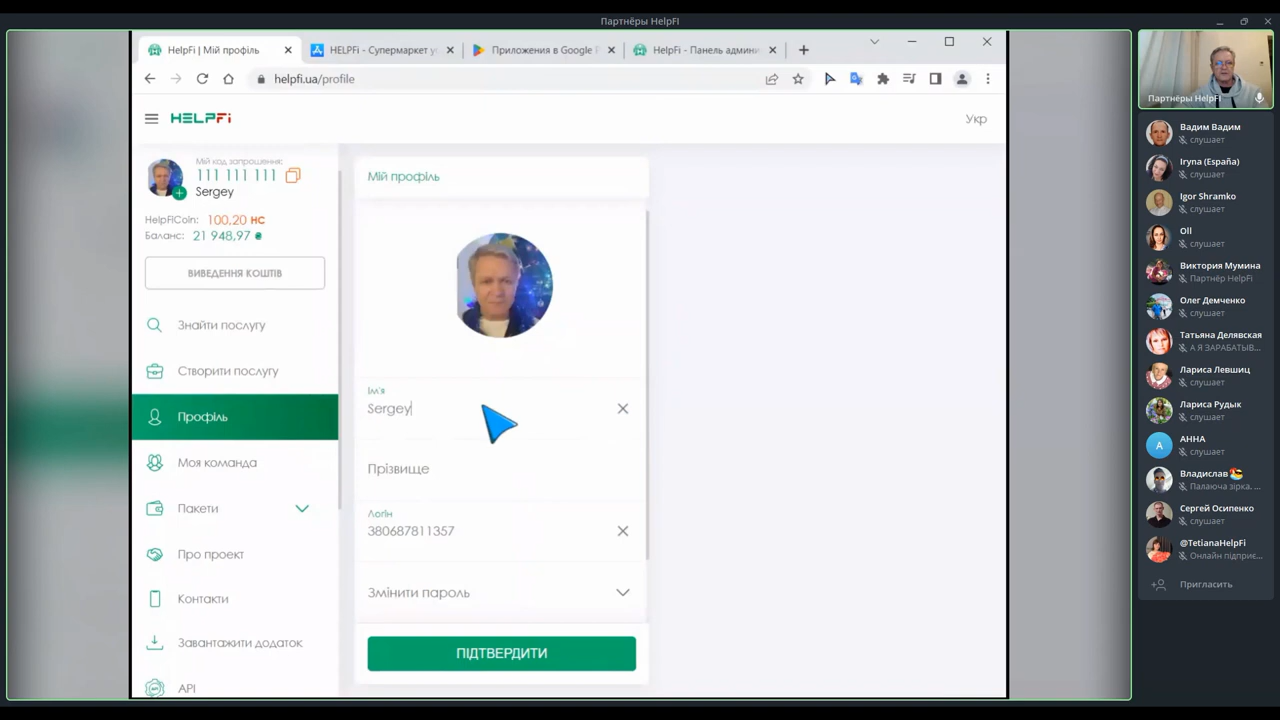 Партнёры HelpFI
HelpFi | Мій профіль
HELPFi - Супермаркет у
Приложения в Google P
HelpFi - Панель админи
helpfi.ua/profile
HELPFi
Укр
Мій код запрошення:
111 111 111
Sergey
HelpFiCoin: 100,20 HC
Баланс: 21 948,97 ₴
ВИВЕДЕННЯ КОШТІВ
Знайти послугу
Створити послугу
Профіль
Моя команда
Пакети
Про проект
Контакти
Завантажити додаток
API
Мій профіль
Ім'я
Sergey
Прізвище
Логін
380687811357
Змінити пароль
ПІДТВЕРДИТИ
Партнёры HelpFI
Вадим Вадим
слушает
Iryna (España)
слушает
Igor Shramko
слушает
Oll
слушает
Виктория Мумина
Партнёр HelpFi
Олег Демченко
слушает
Татьяна Делявская
А Я ЗАРАБАТЫВ...
Лариса Левшиц
слушает
Лариса Рудык
слушает
А
АННА
слушает
Владислав
Палаюча зірка. ...
Сергей Осипенко
слушает
@TetianaHelpFi
Онлайн підприє...
Пригласить